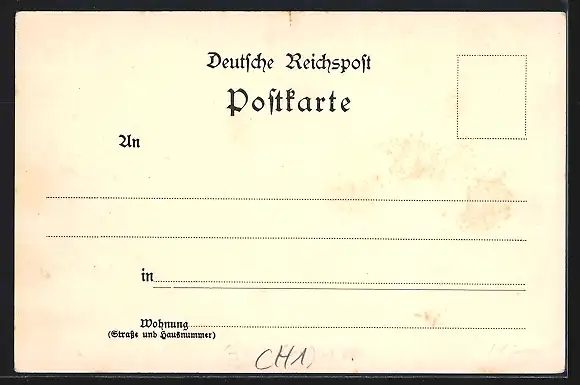 Deutsche Reichspost
Postkarte
An
in
Wohnung
(Straße und Hausnummer)
CH1